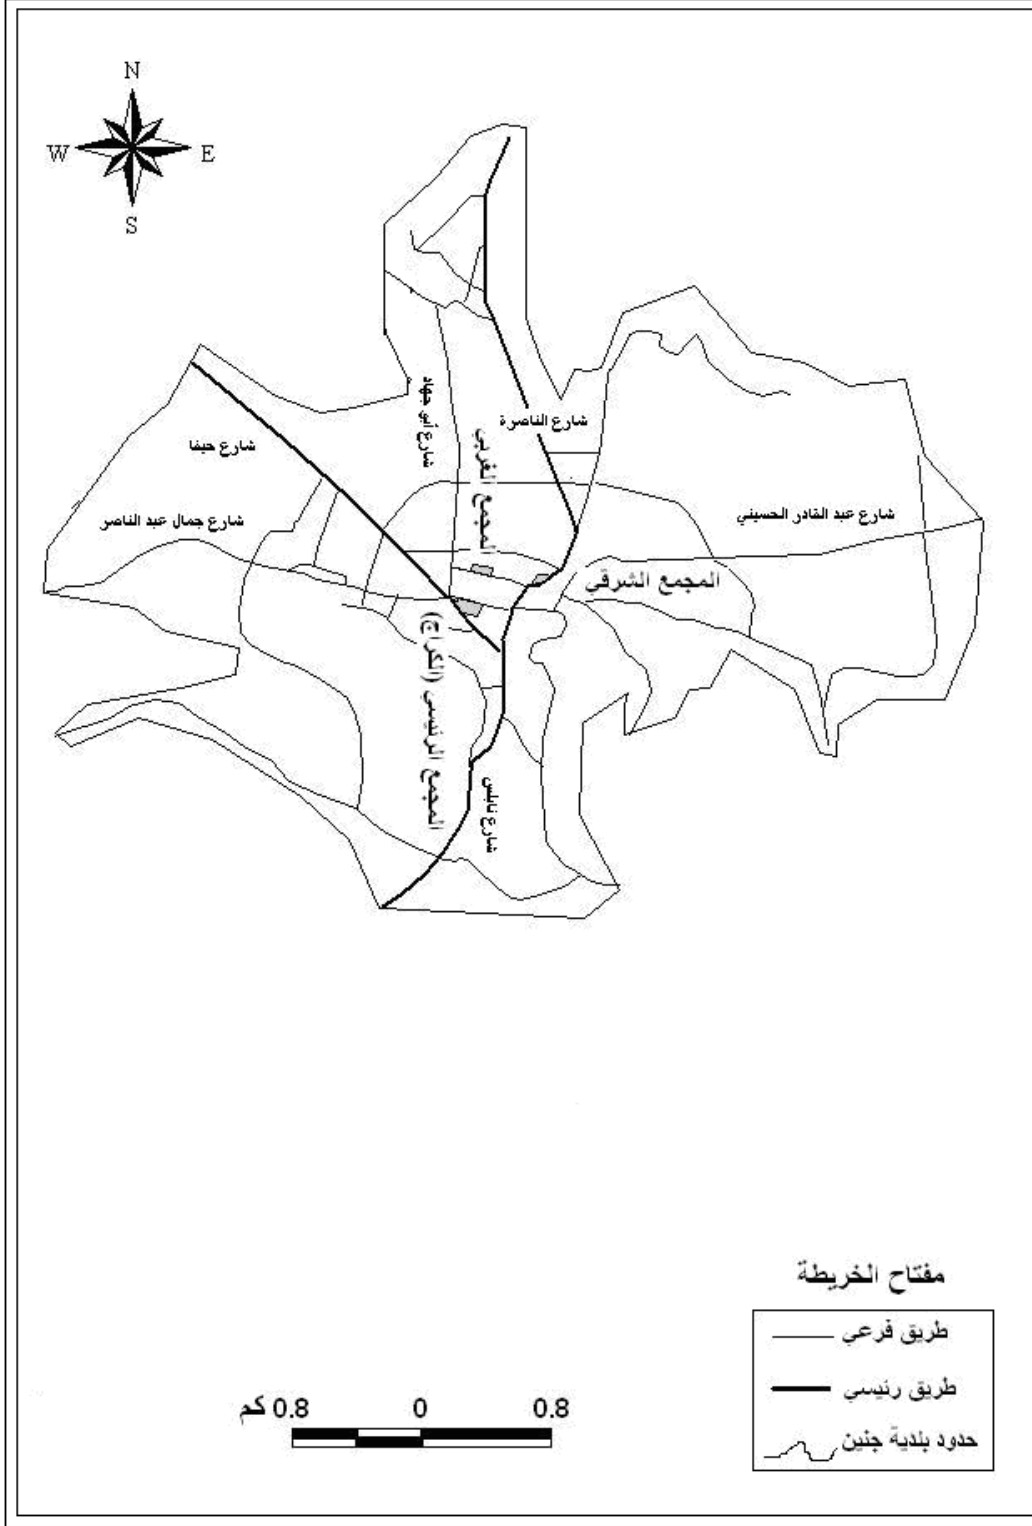 N
W
E
S
شارع أبي جهاد
شارع الناصرة
المجمع الغربي
شارع حيفا
شارع جمال عبد الناصر
شارع عبد القادر الحسيني
المجمع الشرقي
المجمع الرئيسي (الكراج)
شارع نابلس
مفتاح الخريطة
طريق فرعي
طريق رئيسي
حدود بلدية جنين
0.8 0 0.8 كم